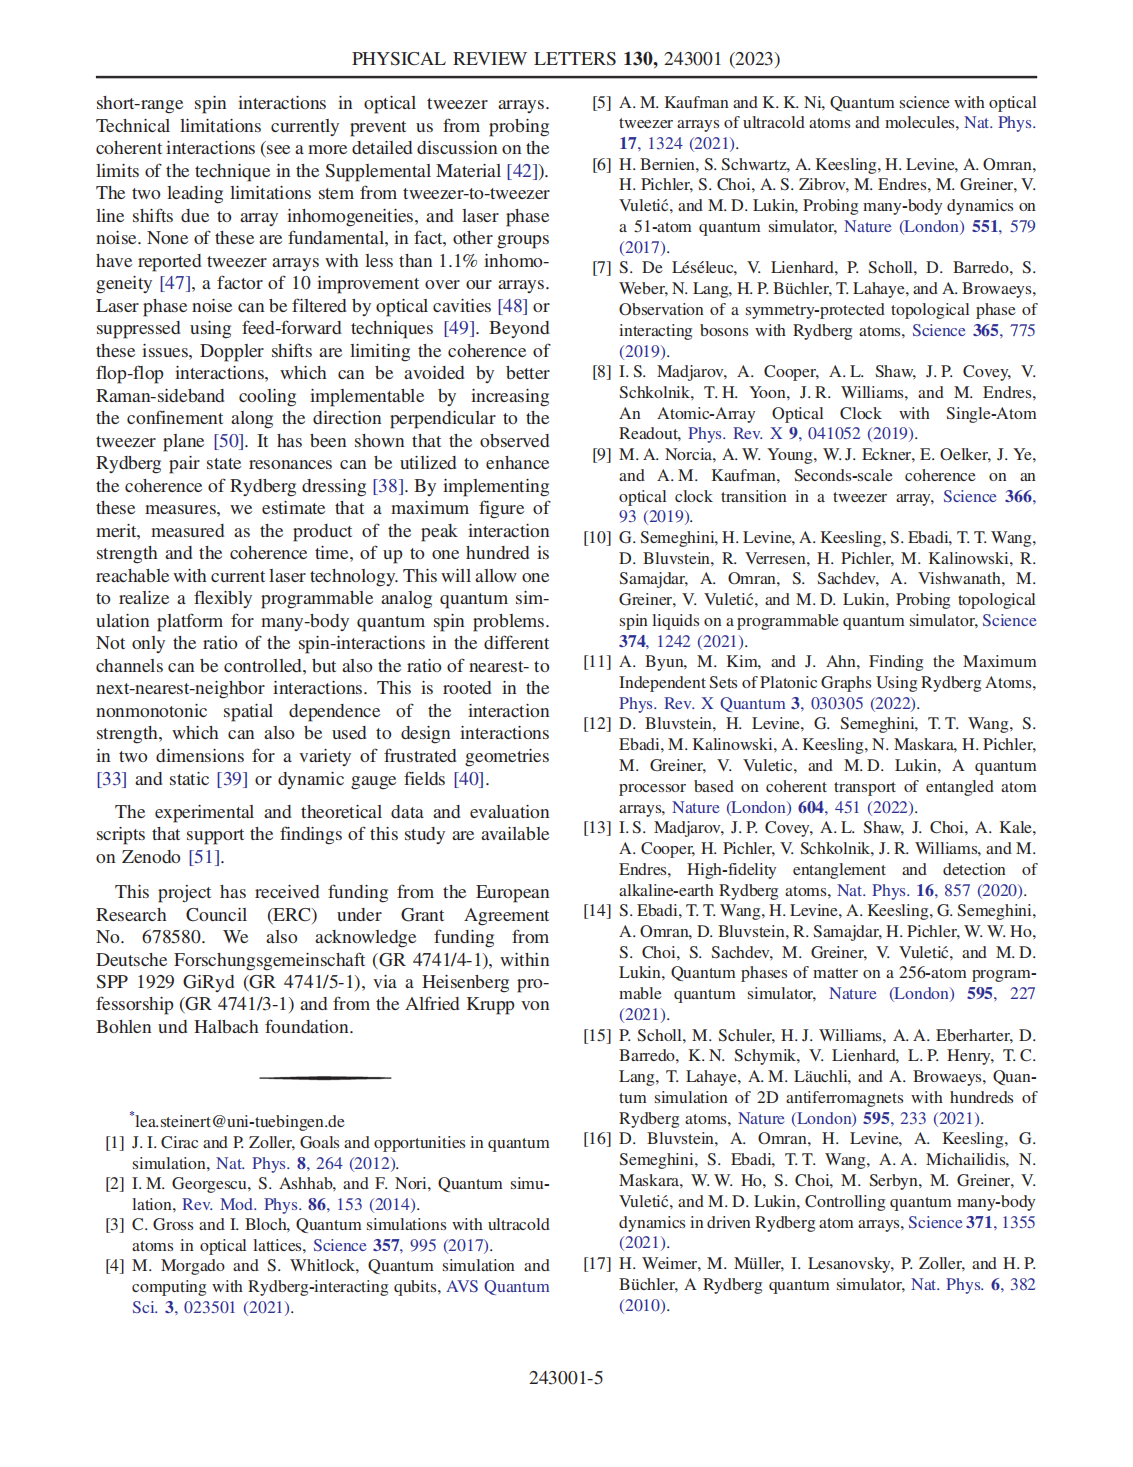 PHYSICAL REVIEW LETTERS 130, 243001 (2023)
short-range spin interactions in optical tweezer arrays.
Technical limitations currently prevent us from probing
coherent interactions (see a more detailed discussion on the
limits of the technique in the Supplemental Material [42]).
The two leading limitations stem from tweezer-to-tweezer
line shifts due to array inhomogeneities, and laser phase
noise. None of these are fundamental, in fact, other groups
have reported tweezer arrays with less than 1.1% inhomo-
geneity [47], a factor of 10 improvement over our arrays.
Laser phase noise can be filtered by optical cavities [48] or
suppressed using feed-forward techniques [49]. Beyond
these issues, Doppler shifts are limiting the coherence of
flop-flop interactions, which can be avoided by better
Raman-sideband cooling implementable by increasing
the confinement along the direction perpendicular to the
tweezer plane [50]. It has been shown that the observed
Rydberg pair state resonances can be utilized to enhance
the coherence of Rydberg dressing [38]. By implementing
these measures, we estimate that a maximum figure of
merit, measured as the product of the peak interaction
strength and the coherence time, of up to one hundred is
reachable with current laser technology. This will allow one
to realize a flexibly programmable analog quantum sim-
ulation platform for many-body quantum spin problems.
Not only the ratio of the spin-interactions in the different
channels can be controlled, but also the ratio of nearest- to
next-nearest-neighbor interactions. This is rooted in the
nonmonotonic spatial dependence of the interaction
strength, which can also be used to design interactions
in two dimensions for a variety of frustrated geometries
[33] and static [39] or dynamic gauge fields [40].
The experimental and theoretical data and evaluation
scripts that support the findings of this study are available
on Zenodo [51].
This project has received funding from the European
Research Council (ERC) under Grant Agreement
No. 678580. We also acknowledge funding from
Deutsche Forschungsgemeinschaft (GR 4741/4-1), within
SPP 1929 GiRyd (GR 4741/5-1), via a Heisenberg pro-
fessorship (GR 4741/3-1) and from the Alfried Krupp von
Bohlen und Halbach foundation.
*lea.steinert@uni-tuebingen.de
[1] J. I. Cirac and P. Zoller, Goals and opportunities in quantum
simulation, Nat. Phys. 8, 264 (2012).
[2] I. M. Georgescu, S. Ashhab, and F. Nori, Quantum simu-
lation, Rev. Mod. Phys. 86, 153 (2014).
[3] C. Gross and I. Bloch, Quantum simulations with ultracold
atoms in optical lattices, Science 357, 995 (2017).
[4] M. Morgado and S. Whitlock, Quantum simulation and
computing with Rydberg-interacting qubits, AVS Quantum
Sci. 3, 023501 (2021).
[5] A. M. Kaufman and K. K. Ni, Quantum science with optical
tweezer arrays of ultracold atoms and molecules, Nat. Phys.
17, 1324 (2021).
[6] H. Bernien, S. Schwartz, A. Keesling, H. Levine, A. Omran,
H. Pichler, S. Choi, A. S. Zibrov, M. Endres, M. Greiner, V.
Vuletić, and M. D. Lukin, Probing many-body dynamics on
a 51-atom quantum simulator, Nature (London) 551, 579
(2017).
[7] S. De Léséleuc, V. Lienhard, P. Scholl, D. Barredo, S.
Weber, N. Lang, H. P. Büchler, T. Lahaye, and A. Browaeys,
Observation of a symmetry-protected topological phase of
interacting bosons with Rydberg atoms, Science 365, 775
(2019).
[8] I. S. Madjarov, A. Cooper, A. L. Shaw, J. P. Covey, V.
Schkolnik, T. H. Yoon, J. R. Williams, and M. Endres,
An Atomic-Array Optical Clock with Single-Atom
Readout, Phys. Rev. X 9, 041052 (2019).
[9] M. A. Norcia, A. W. Young, W. J. Eckner, E. Oelker, J. Ye,
and A. M. Kaufman, Seconds-scale coherence on an
optical clock transition in a tweezer array, Science 366,
93 (2019).
[10] G. Semeghini, H. Levine, A. Keesling, S. Ebadi, T. T. Wang,
D. Bluvstein, R. Verresen, H. Pichler, M. Kalinowski, R.
Samajdar, A. Omran, S. Sachdev, A. Vishwanath, M.
Greiner, V. Vuletić, and M. D. Lukin, Probing topological
spin liquids on a programmable quantum simulator, Science
374, 1242 (2021).
[11] A. Byun, M. Kim, and J. Ahn, Finding the Maximum
Independent Sets of Platonic Graphs Using Rydberg Atoms,
Phys. Rev. X Quantum 3, 030305 (2022).
[12] D. Bluvstein, H. Levine, G. Semeghini, T. T. Wang, S.
Ebadi, M. Kalinowski, A. Keesling, N. Maskara, H. Pichler,
M. Greiner, V. Vuletic, and M. D. Lukin, A quantum
processor based on coherent transport of entangled atom
arrays, Nature (London) 604, 451 (2022).
[13] I. S. Madjarov, J. P. Covey, A. L. Shaw, J. Choi, A. Kale,
A. Cooper, H. Pichler, V. Schkolnik, J. R. Williams, and M.
Endres, High-fidelity entanglement and detection of
alkaline-earth Rydberg atoms, Nat. Phys. 16, 857 (2020).
[14] S. Ebadi, T. T. Wang, H. Levine, A. Keesling, G. Semeghini,
A. Omran, D. Bluvstein, R. Samajdar, H. Pichler, W. W. Ho,
S. Choi, S. Sachdev, M. Greiner, V. Vuletić, and M. D.
Lukin, Quantum phases of matter on a 256-atom program-
mable quantum simulator, Nature (London) 595, 227
(2021).
[15] P. Scholl, M. Schuler, H. J. Williams, A. A. Eberharter, D.
Barredo, K. N. Schymik, V. Lienhard, L. P. Henry, T. C.
Lang, T. Lahaye, A. M. Läuchli, and A. Browaeys, Quan-
tum simulation of 2D antiferromagnets with hundreds of
Rydberg atoms, Nature (London) 595, 233 (2021).
[16] D. Bluvstein, A. Omran, H. Levine, A. Keesling, G.
Semeghini, S. Ebadi, T. T. Wang, A. A. Michailidis, N.
Maskara, W. W. Ho, S. Choi, M. Serbyn, M. Greiner, V.
Vuletić, and M. D. Lukin, Controlling quantum many-body
dynamics in driven Rydberg atom arrays, Science 371, 1355
(2021).
[17] H. Weimer, M. Müller, I. Lesanovsky, P. Zoller, and H. P.
Büchler, A Rydberg quantum simulator, Nat. Phys. 6, 382
(2010).
243001-5